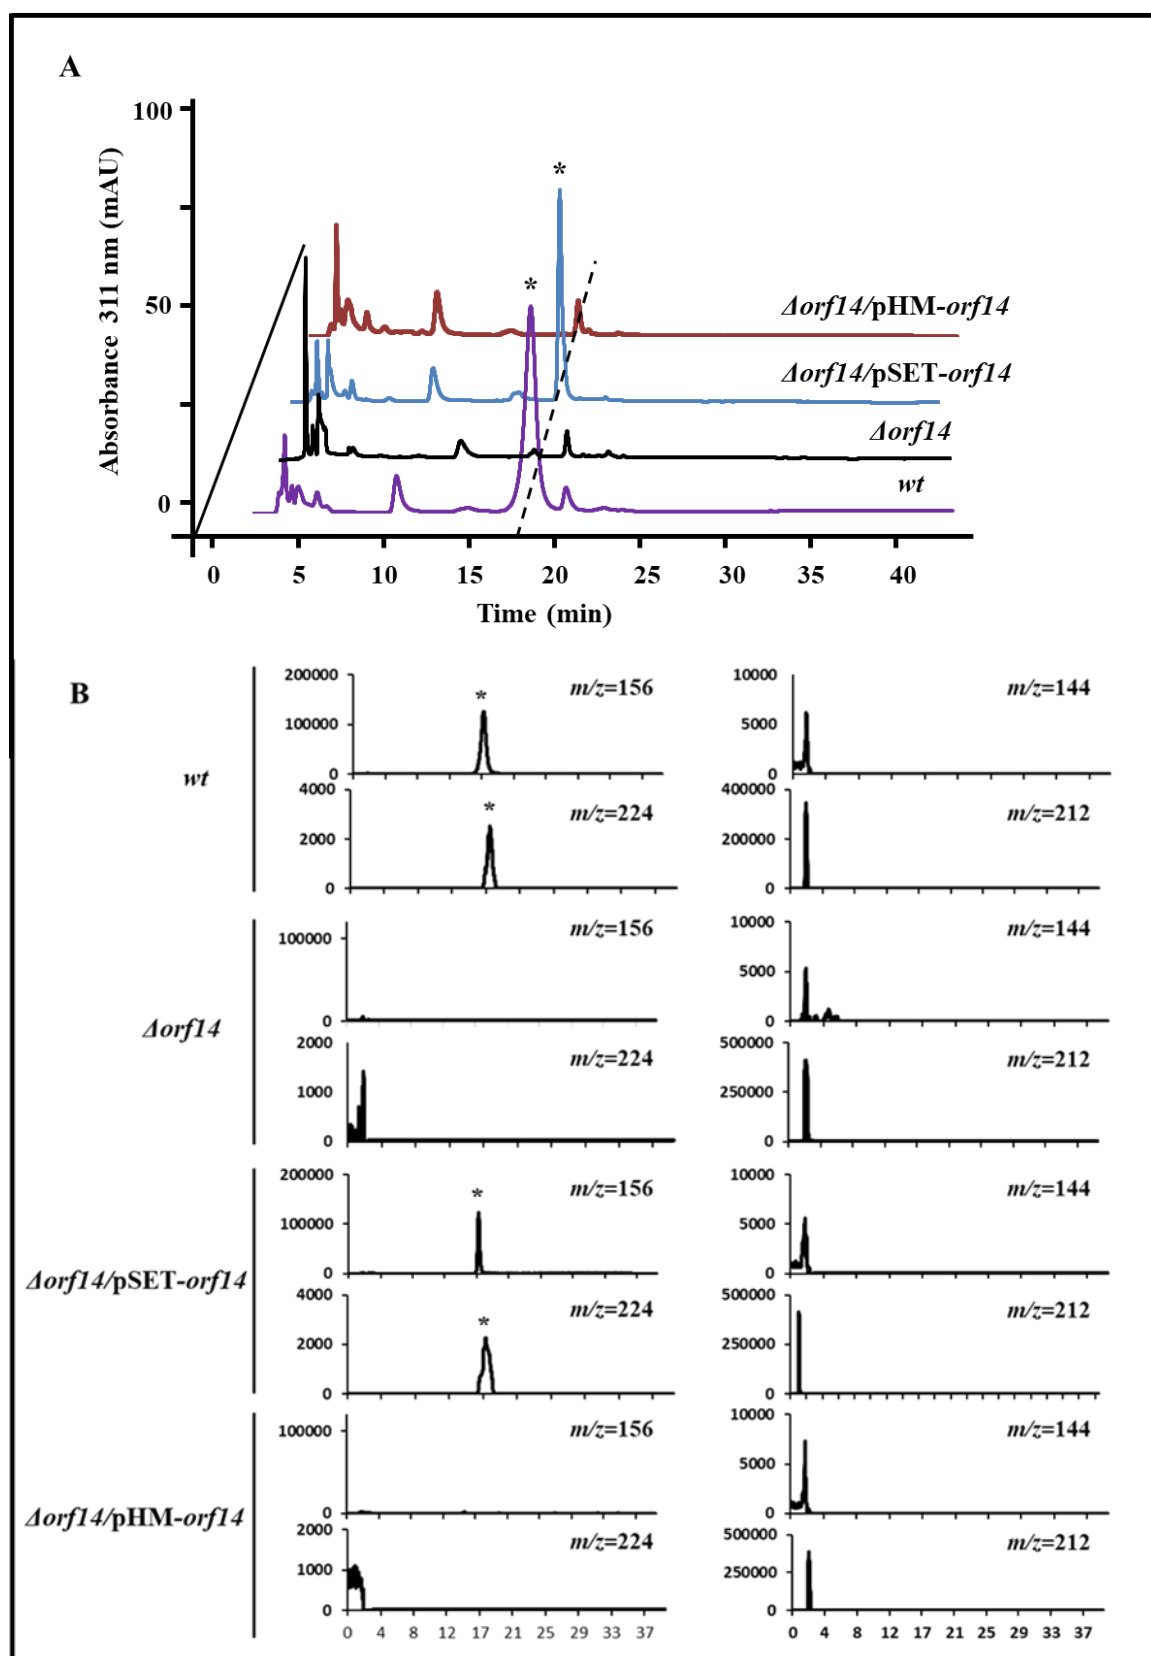 A
Absorbance 311 nm (mAU)
100
50
0
*
*
Δorf14/pHM-orf14
Δorf14/pSET-orf14
Δorf14
wt
0 5 10 15 20 25 30 35 40
Time (min)
B
wt
200000
100000
0
*
m/z=156
10000
5000
0
m/z=144
4000
2000
0
*
m/z=224
400000
200000
0
m/z=212
Δorf14
100000
0
m/z=156
10000
5000
0
m/z=144
2000
1000
0
m/z=224
500000
250000
0
m/z=212
Δorf14/pSET-orf14
200000
100000
0
*
m/z=156
10000
5000
0
m/z=144
4000
2000
0
*
m/z=224
500000
250000
0
m/z=212
Δorf14/pHM-orf14
100000
0
m/z=156
10000
5000
0
m/z=144
2000
1000
0
m/z=224
500000
250000
0
m/z=212
0 4 8 13 17 21 25 29 33 37
0 4 8 12 17 21 25 29 33 37